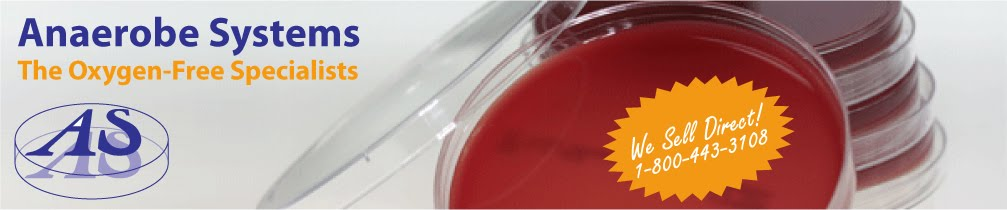 Anaerobe Systems
The Oxygen-Free Specialists
AS
We Sell Direct!
1-800-443-3108